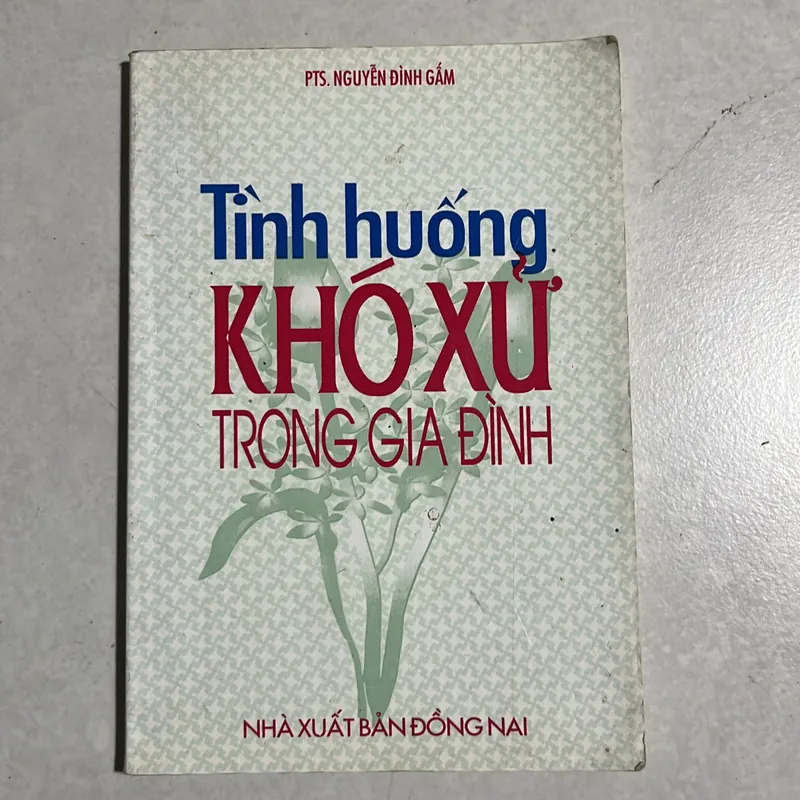 PTS. NGUYỄN ĐÌNH GẤM
Tình huống
KHÓ XỬ
TRONG GIA ĐÌNH
NHÀ XUẤT BẢN ĐỒNG NAI